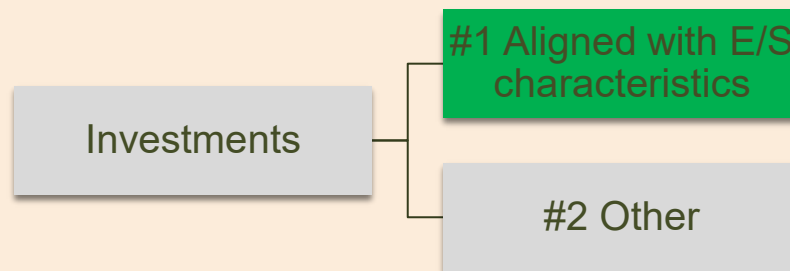 #1 Aligned with E/S
characteristics
Investments
#2 Other